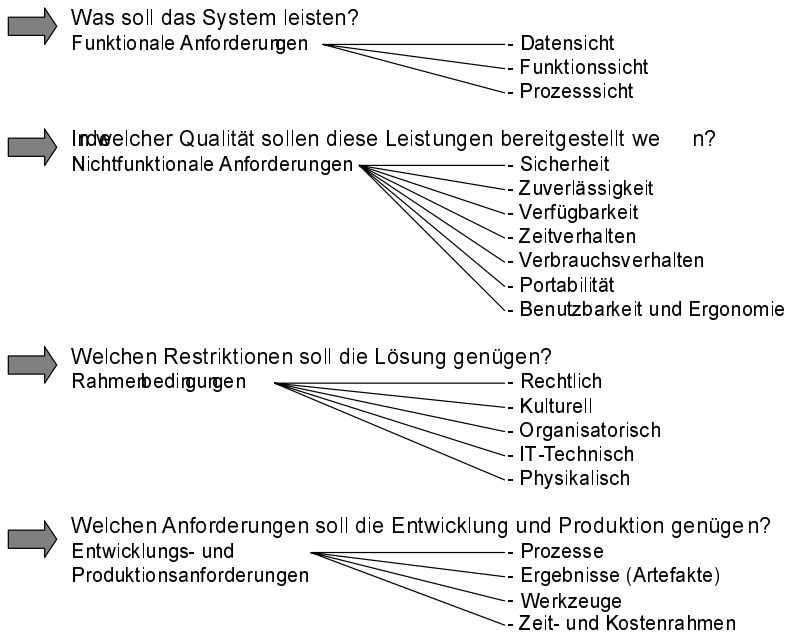 Was soll das System leisten?
Funktionale Anforderungen
- Datensicht
- Funktionssicht
- Prozesssicht
In welcher Qualität sollen diese Leistungen bereitgestellt werden?
Nichtfunktionale Anforderungen
- Sicherheit
- Zuverlässigkeit
- Verfügbarkeit
- Zeitverhalten
- Verbrauchsverhalten
- Portabilität
- Benutzbarkeit und Ergonomie
Welchen Restriktionen soll die Lösung genügen?
Rahmenbedingungen
- Rechtlich
- Kulturell
- Organisatorisch
- IT-Technisch
- Physikalisch
Welchen Anforderungen soll die Entwicklung und Produktion genügen?
Entwicklungs- und
Produktionsanforderungen
- Prozesse
- Ergebnisse (Artefakte)
- Werkzeuge
- Zeit- und Kostenrahmen